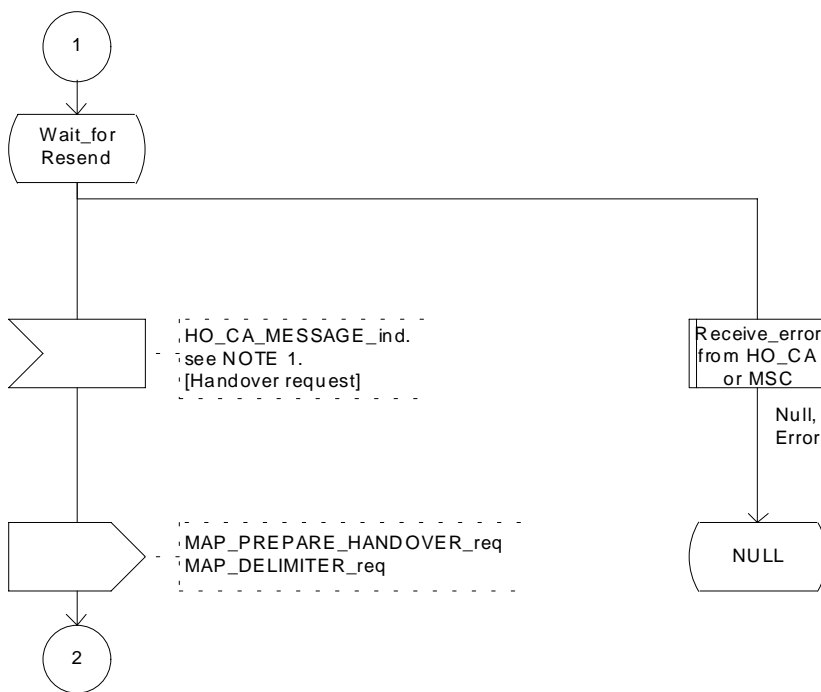 1
Wait_for
Resend
HO_CA_MESSAGE_ind.
see NOTE 1.
[Handover request]
Receive_error
from HO_CA
or MSC
Null,
Error
MAP_PREPARE_HANDOVER_req
MAP_DELIMITER_req
NULL
2